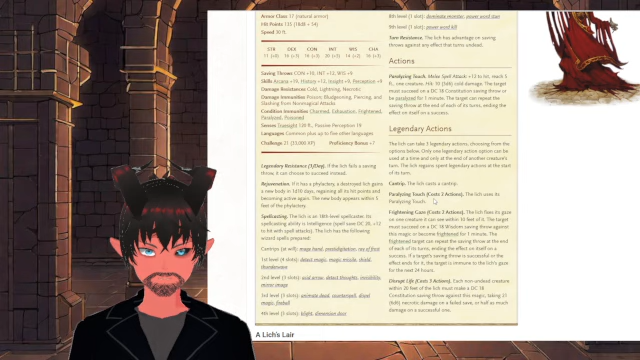 Armor Class 17 (natural armor)
Hit Points 135 (18d8 + 54)
Speed 30 ft.
STR DEX CON INT WIS CHA
11 (+0) 16 (+3) 16 (+3) 20 (+5) 14 (+2) 16 (+3)
Saving Throws CON +10, INT +12, WIS +9
Skills Arcana +19, History +12, Insight +9, Perception +9
Damage Resistances Cold, Lightning, Necrotic
Damage Immunities Poison; Bludgeoning, Piercing, and
Slashing from Nonmagical Attacks
Condition Immunities Charmed, Exhaustion, Frightened,
Paralyzed, Poisoned
Senses Truesight 120 ft., Passive Perception 19
Languages Common plus up to five other languages
Challenge 21 (33,000 XP) Proficiency Bonus +7
Legendary Resistance (3/Day). If the lich fails a saving
throw, it can choose to succeed instead.
Rejuvenation. If it has a phylactery, a destroyed lich gains
a new body in 1d10 days, regaining all its hit points and
becoming active again. The new body appears within 5
feet of the phylactery.
Spellcasting. The lich is an 18th-level spellcaster. Its
spellcasting ability is Intelligence (spell save DC 20, +12
to hit with spell attacks). The lich has the following
wizard spells prepared:
Cantrips (at will): mage hand, prestidigitation, ray of frost
1st level (4 slots): detect magic, magic missile, shield,
thunderwave
2nd level (3 slots): acid arrow, detect thoughts, invisibility,
mirror image
3rd level (3 slots): animate dead, counterspell, dispel
magic, fireball
4th level (3 slots): blight, dimension door
8th level (1 slot): dominate monster, power word stun
9th level (1 slot): power word kill
Turn Resistance. The lich has advantage on saving
throws against any effect that turns undead.
Actions
Paralyzing Touch. Melee Spell Attack: +12 to hit, reach 5
ft., one creature. Hit: 10 (3d6) cold damage. The target
must succeed on a DC 18 Constitution saving throw or
be paralyzed for 1 minute. The target can repeat the
saving throw at the end of each of its turns, ending the
effect on itself on a success.
Legendary Actions
The lich can take 3 legendary actions, choosing from the
options below. Only one legendary action option can be
used at a time and only at the end of another creature's
turn. The lich regains spent legendary actions at the start
of its turn.
Cantrip. The lich casts a cantrip.
Paralyzing Touch (Costs 2 Actions). The lich uses its
Paralyzing Touch.
Frightening Gaze (Costs 2 Actions). The lich fixes its gaze
on one creature it can see within 10 feet of it. The target
must succeed on a DC 18 Wisdom saving throw against
this magic or become frightened for 1 minute. The
frightened target can repeat the saving throw at the end
of each of its turns, ending the effect on itself on a
success. If a target's saving throw is successful or the
effect ends for it, the target is immune to the lich's gaze
for the next 24 hours.
Disrupt Life (Costs 3 Actions). Each non-undead creature
within 20 feet of the lich must make a DC 18
Constitution saving throw against this magic, taking 21
(6d6) necrotic damage on a failed save, or half as much
damage on a successful one.
A Lich's Lair